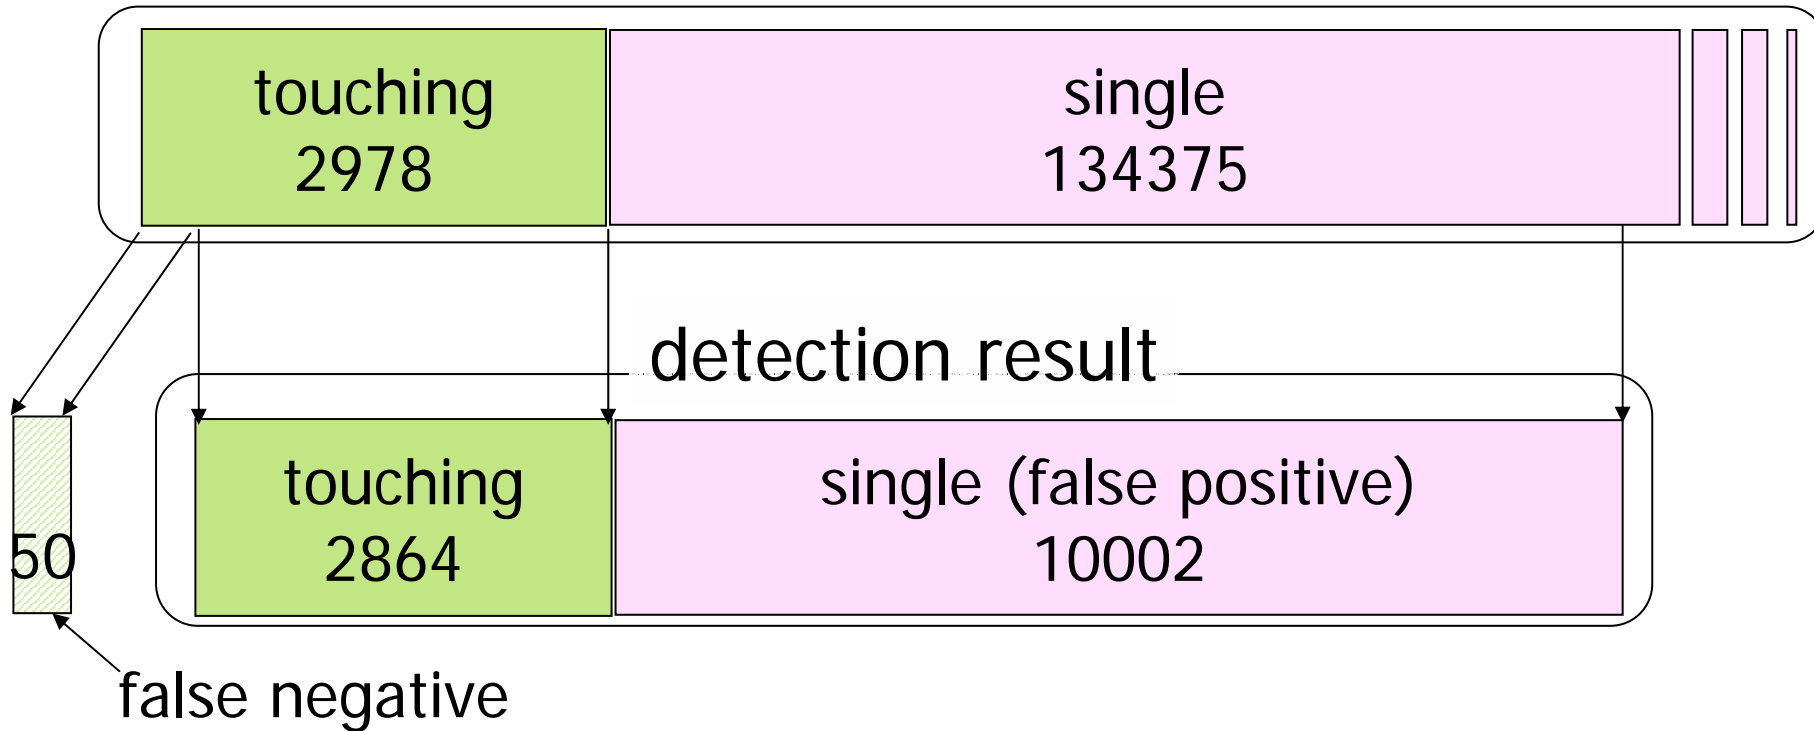 touching
2978
single
134375
detection result
touching
2864
single (false positive)
10002
50
false negative